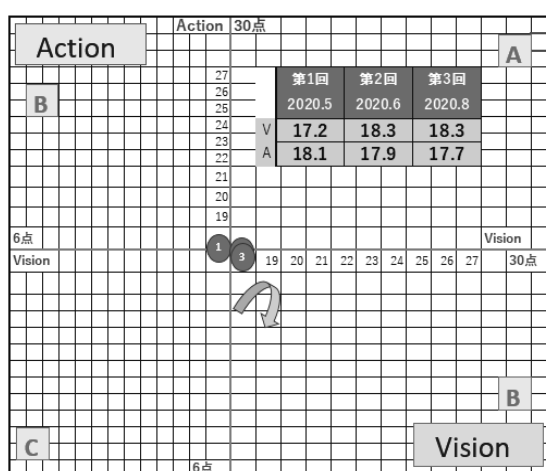 Action 30点
Action
A
27
26
25
24
23
22
21
20
19
B
第1回 第2回 第3回
2020.5 2020.6 2020.8
V 17.2 18.3 18.3
A 18.1 17.9 17.7
6点 Vision
1
3
Vision 19 20 21 22 23 24 25 26 27 30点
B
C
Vision
6点